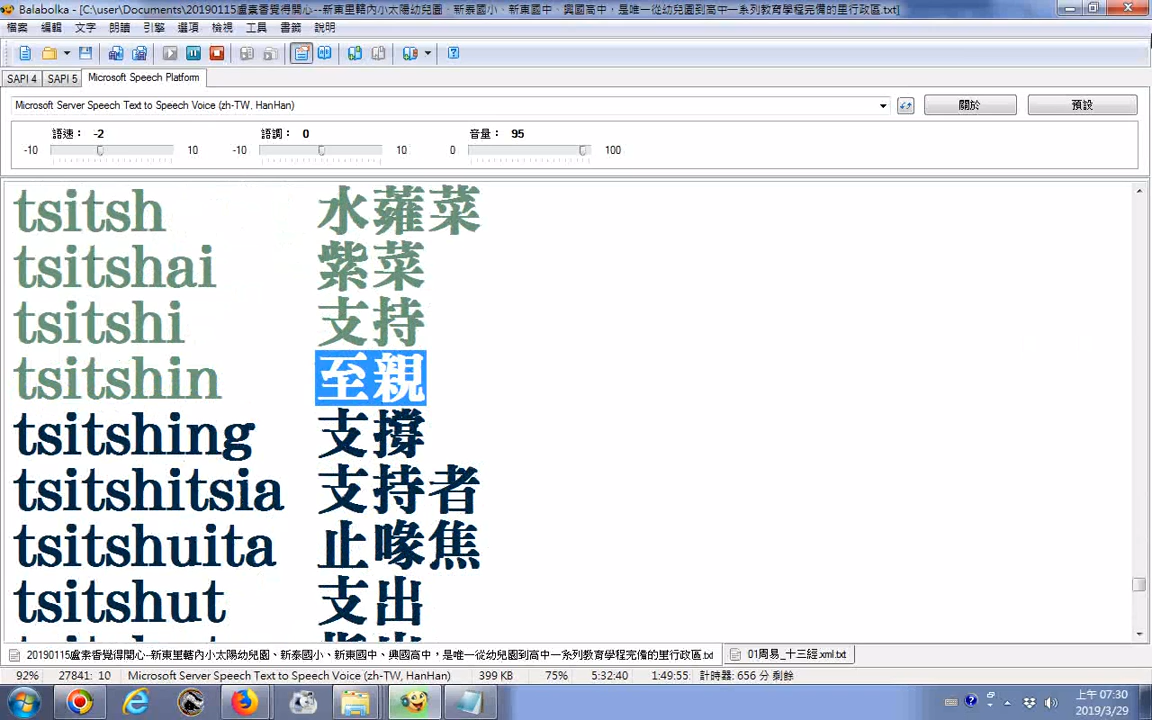 Balabolka - [C:\user\Documents\20190115盧素香覺得開心--新東里轄內小太陽幼兒園、新泰國小、新東國中、興國高中，是唯一從幼兒園到高中一系列教育學程完備的里行政區.txt]
檔案 編輯 文字 朗讀 引擎 選項 檢視 工具 書籤 說明
SAPI 4 SAPI 5 Microsoft Speech Platform
Microsoft Server Speech Text to Speech Voice (zh-TW, HanHan) 關於 預設
語速： -2 語調： 0 音量： 95
-10 10 -10 10 0 100
tsitsh 水蕹菜
tsitshai 紫菜
tsitshi 支持
tsitshin 至親
tsitshing 支撐
tsitshitsia 支持者
tsitshuita 止喙焦
tsitshut 支出
20190115盧素香覺得開心--新東里轄內小太陽幼兒園、新泰國小、新東國中、興國高中，是唯一從幼兒園到高中一系列教育學程完備的里行政區.txt 01周易_十三經.xml.txt
92% 27841: 10 Microsoft Server Speech Text to Speech Voice (zh-TW, HanHan) 399 KB 75% 5:32:40 1:49:55 計時器: 656 分 剩餘
上午 07:30
2019/3/29